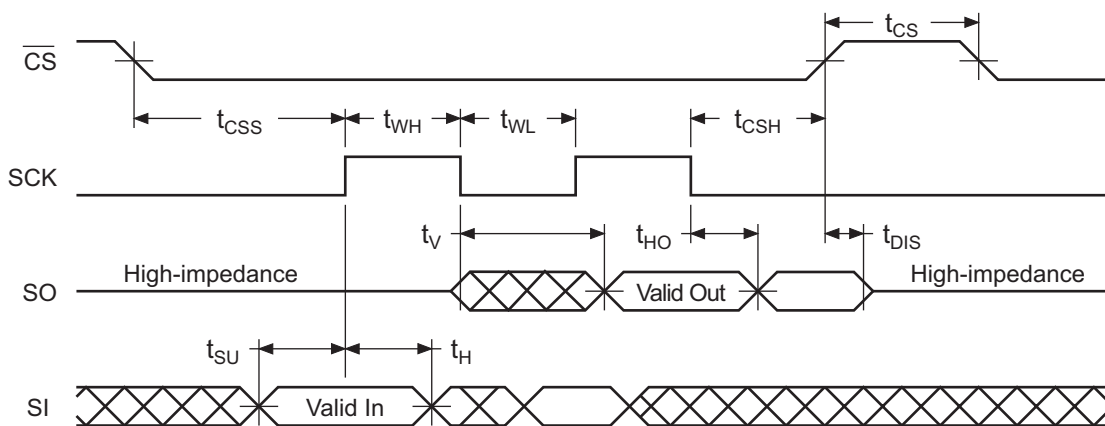 t_CS
C̅S̅
t_CSS t_WH t_WL t_CSH
SCK
t_V t_HO t_DIS
High-impedance High-impedance
SO Valid Out
t_SU t_H
SI Valid In